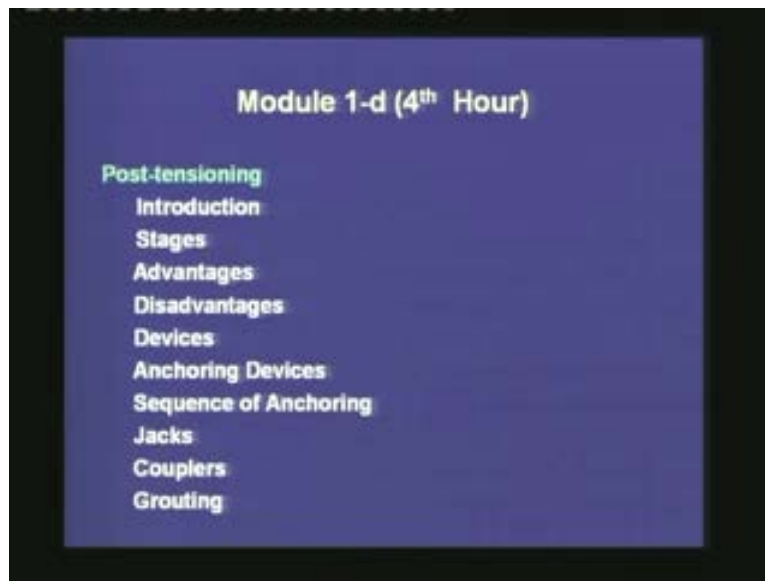 Module 1-d (4th Hour)
Post-tensioning
Introduction
Stages
Advantages
Disadvantages
Devices
Anchoring Devices
Sequence of Anchoring
Jacks
Couplers
Grouting